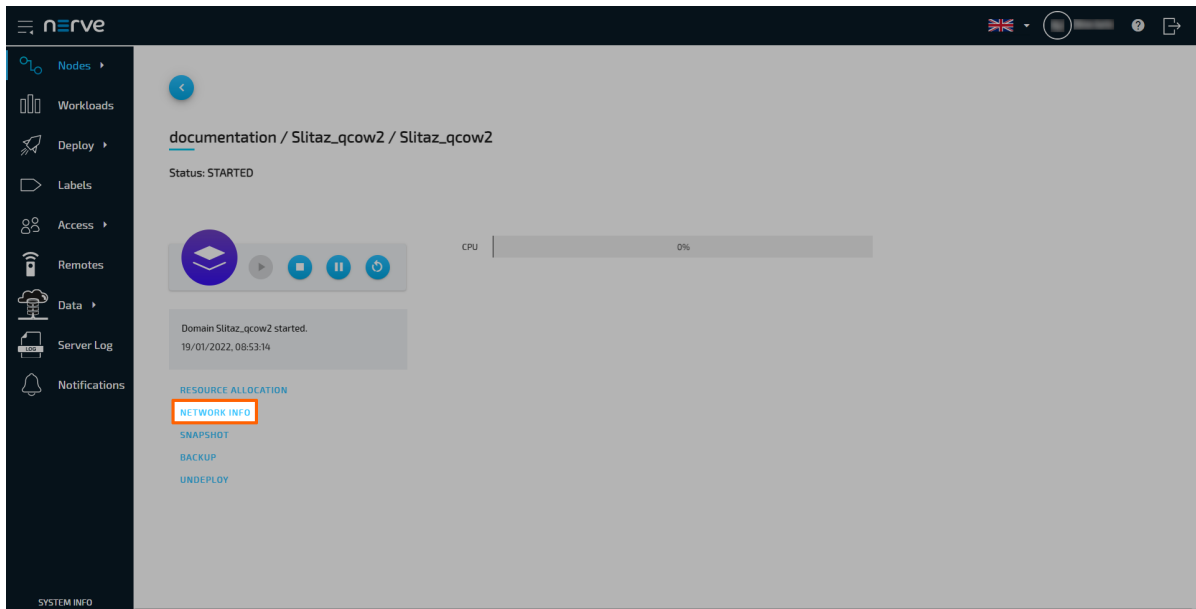 nerve
Nodes
Workloads
Deploy
Labels
Access
Remotes
Data
LOG
Server Log
Notifications
SYSTEM INFO
documentation / Slitaz_qcow2 / Slitaz_qcow2
Status: STARTED
CPU
0%
Domain Slitaz_qcow2 started.
19/01/2022, 08:53:14
RESOURCE ALLOCATION
NETWORK INFO
SNAPSHOT
BACKUP
UNDEPLOY